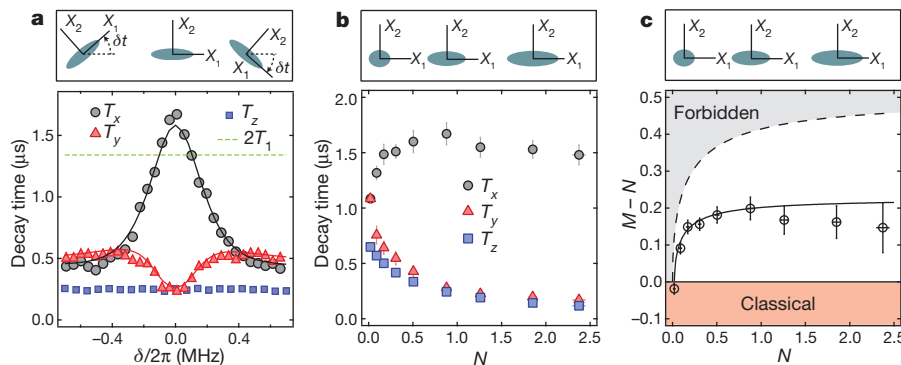 a
X₂ X₁ δt X₂ X₁ X₂ X₁ δt
Tx Tz
Ty 2T₁
Decay time (μs)
1.5
1.0
0.5
0.0
−0.4 0.0 0.4
δ/2π (MHz)
b
X₂ X₁ X₂ X₁ X₂ X₁
Decay time (μs)
2.0
1.5
1.0
0.5
0.0
Tx
Ty
Tz
0.0 0.5 1.0 1.5 2.0 2.5
N
c
X₂ X₁ X₂ X₁ X₂ X₁
M − N
0.5
0.4
0.3
0.2
0.1
0.0
−0.1
Forbidden
Classical
0.0 0.5 1.0 1.5 2.0 2.5
N